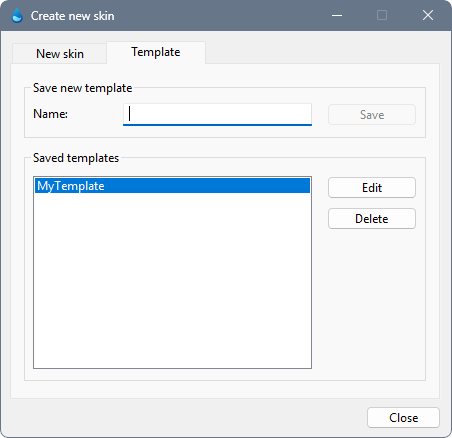 Create new skin
New skin
Template
Save new template
Name:
Save
Saved templates
MyTemplate
Edit
Delete
Close